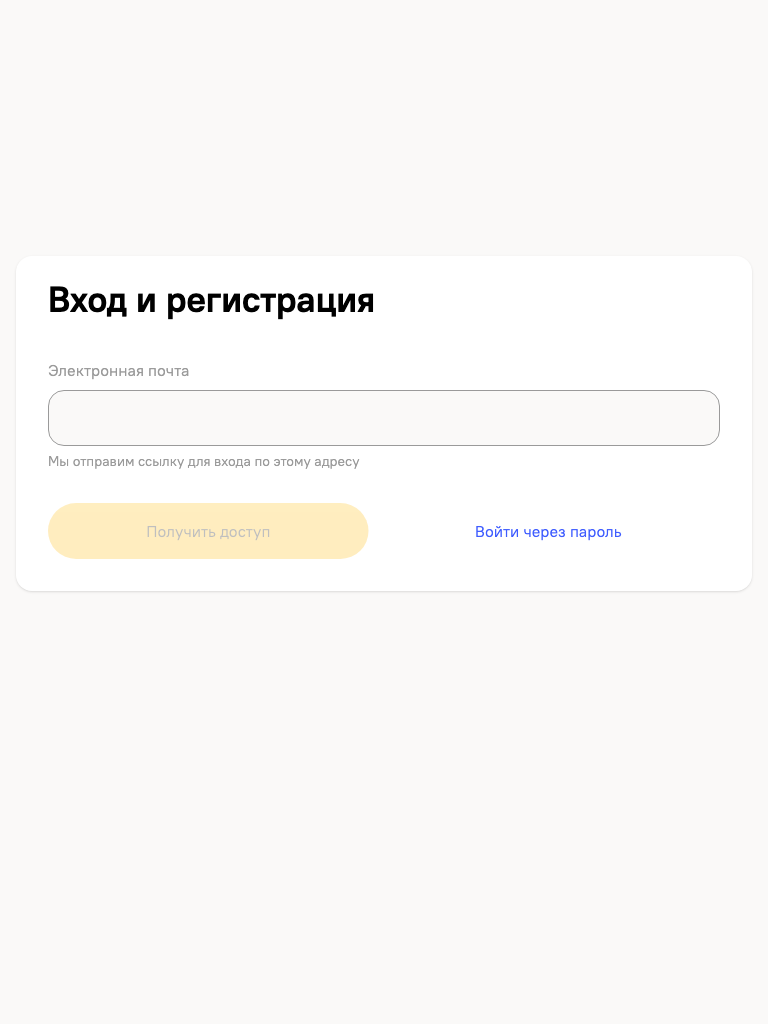 Вход и регистрация
Электронная почта
Мы отправим ссылку для входа по этому адресу
Получить доступ
Войти через пароль